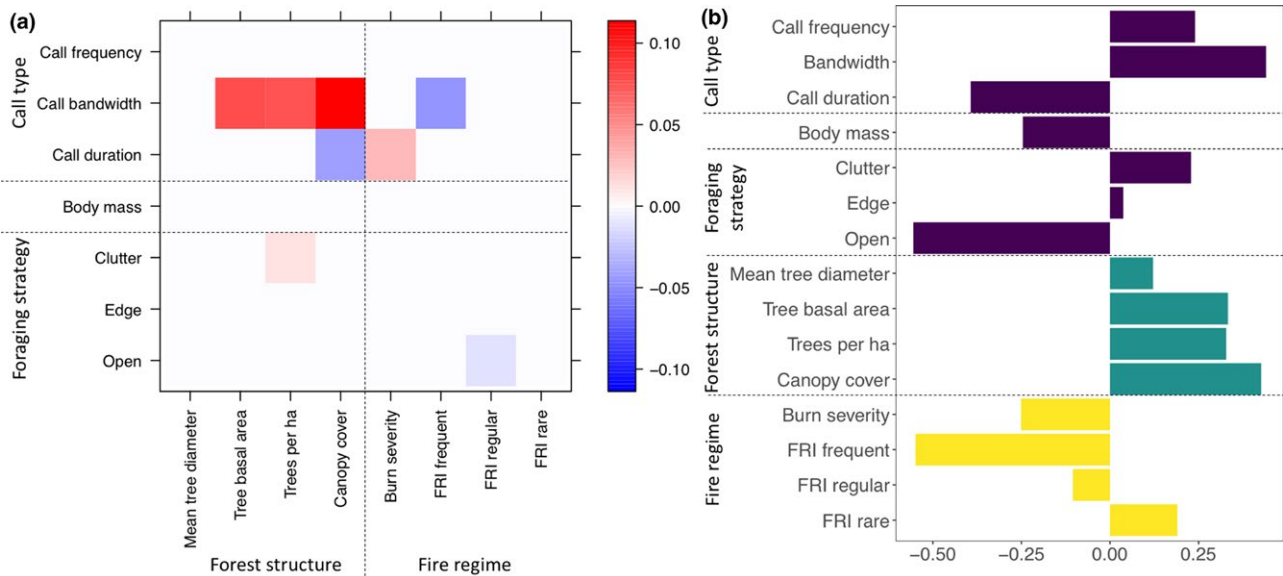 (a)
Call type
Call frequency
Call bandwidth
Call duration
Body mass
Foraging strategy
Clutter
Edge
Open
Mean tree diameter
Tree basal area
Trees per ha
Canopy cover
Burn severity
FRI frequent
FRI regular
FRI rare
Forest structure
Fire regime
0.10
0.05
0.00
−0.05
−0.10
(b)
Call type
Call frequency
Bandwidth
Call duration
Body mass
Foraging
strategy
Clutter
Edge
Open
Forest structure
Mean tree diameter
Tree basal area
Trees per ha
Canopy cover
Fire regime
Burn severity
FRI frequent
FRI regular
FRI rare
−0.50
−0.25
0.00
0.25